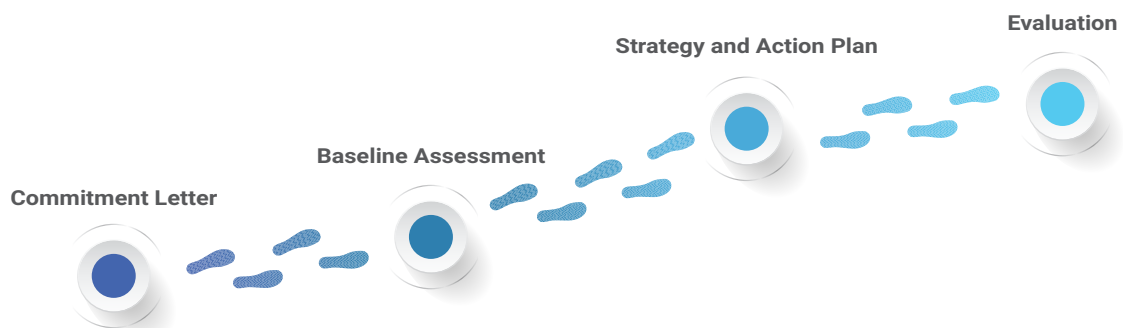 Commitment Letter
Baseline Assessment
Strategy and Action Plan
Evaluation